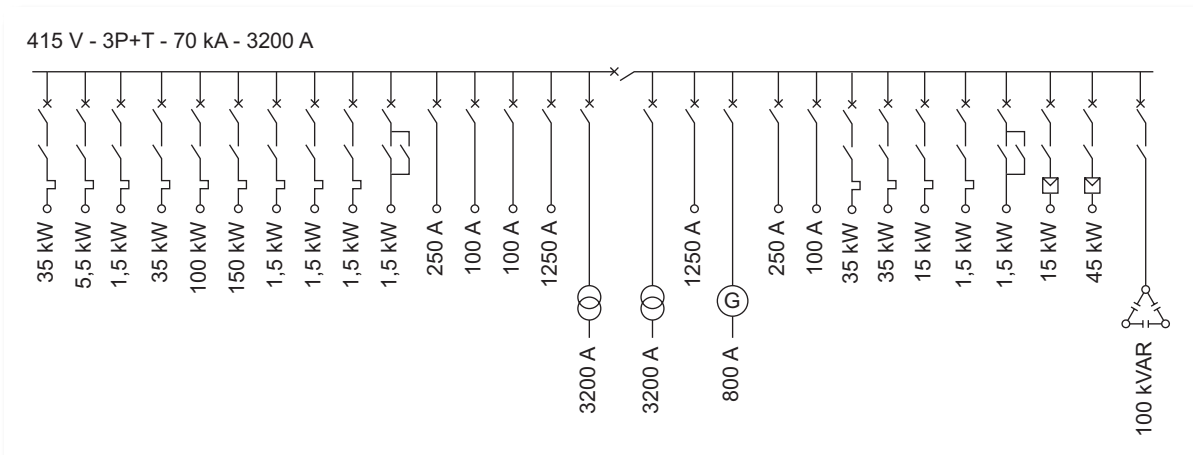 415 V - 3P+T - 70 kA - 3200 A
35 kW
5,5 kW
1,5 kW
35 kW
100 kW
150 kW
1,5 kW
1,5 kW
1,5 kW
1,5 kW
250 A
100 A
100 A
1250 A
3200 A
3200 A
1250 A
G
800 A
250 A
100 A
35 kW
35 kW
15 kW
1,5 kW
1,5 kW
15 kW
45 kW
100 kVAR